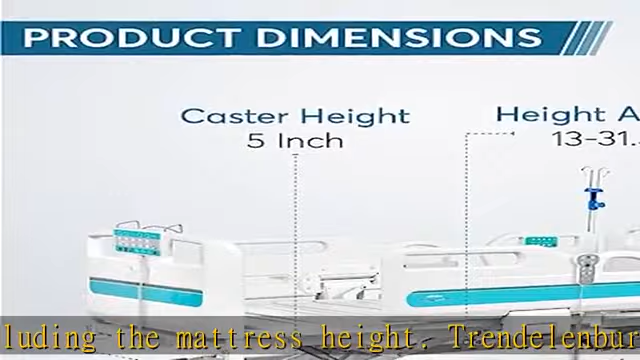 PRODUCT DIMENSIONS
Caster Height
5 Inch
Height A
13-31.
luding the mattress height. Trendelenbur